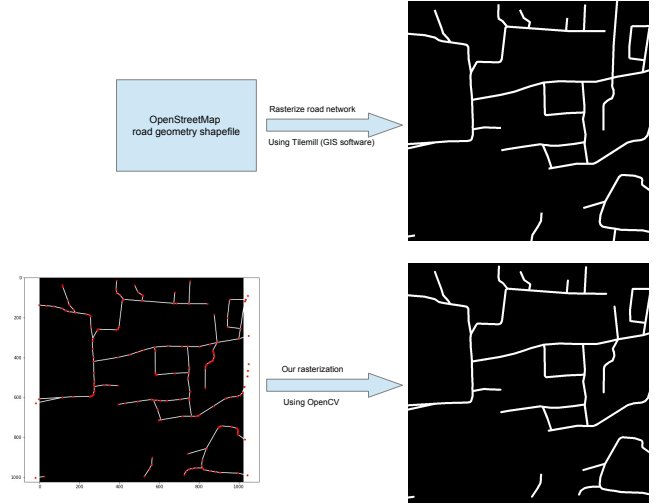 OpenStreetMap
road geometry shapefile
Rasterize road network
Using Tilemill (GIS software)
0
200
400
600
800
1000
0
200
400
600
800
1000
Our rasterization
Using OpenCV